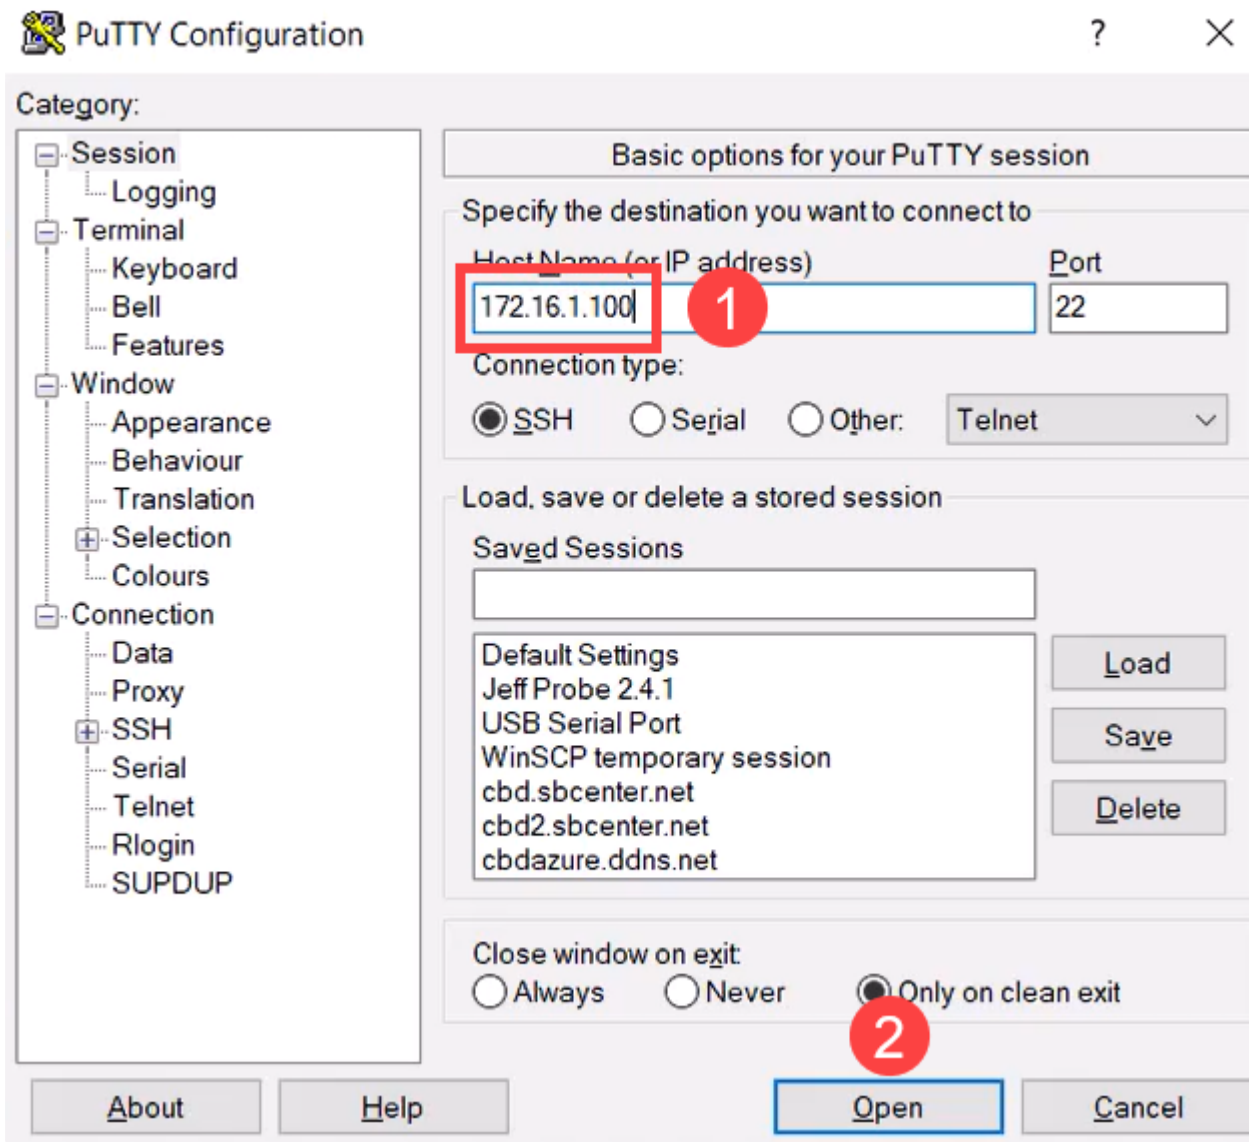 PuTTY Configuration
?
Category:
Session
Logging
Terminal
Keyboard
Bell
Features
Window
Appearance
Behaviour
Translation
Selection
Colours
Connection
Data
Proxy
SSH
Serial
Telnet
Rlogin
SUPDUP
Basic options for your PuTTY session
Specify the destination you want to connect to
Host Name (or IP address) Port
172.16.1.100 1 22
Connection type:
SSH Serial Other: Telnet
Load, save or delete a stored session
Saved Sessions
Default Settings
Jeff Probe 2.4.1
USB Serial Port
WinSCP temporary session
cbd.sbcenter.net
cbd2.sbcenter.net
cbdazure.ddns.net
Load
Save
Delete
Close window on exit:
Always Never Only on clean exit
2
About Help Open Cancel